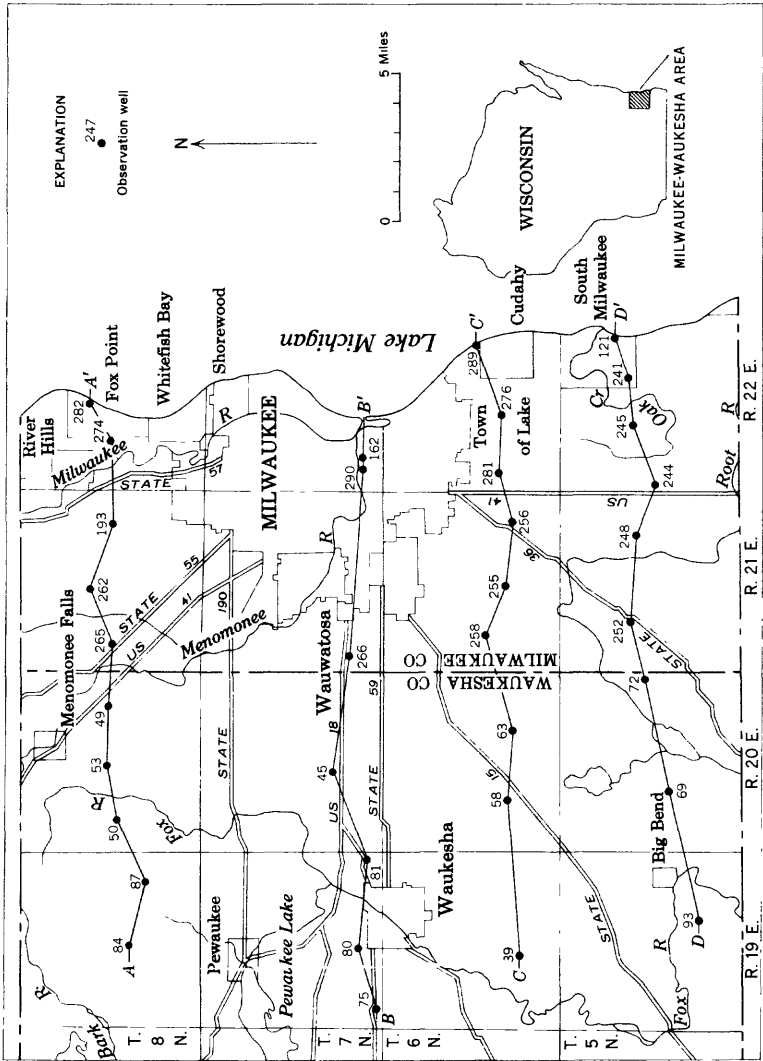 EXPLANATION
247
Observation well
N
0 5 Miles
WISCONSIN
MILWAUKEE-WAUKESHA AREA
Bark R.
T. 8 N.
T. 7 N.
T. 6 N.
T. 5 N.
R. 19 E.
R. 20 E.
R. 21 E.
R. 22 E.
Menomonee Falls
River Hills
Milwaukee
R
Fox Point
Whitefish Bay
Shorewood
A
84
87
50
53
49
265
262
193
274
282
A'
STATE
57
STATE
55
US
41
STATE
190
Menomonee
R
Fox
R
Pewaukee
Pewaukee Lake
MILWAUKEE
Wauwatosa
Lake Michigan
B
75
80
81
45
266
290
162
B'
US
18
STATE
59
WAUKESHA CO
MILWAUKEE CO
Waukesha
Town of Lake
Cudahy
C
39
58
63
258
255
256
281
276
289
C'
STATE
15
41
US
36
STATE
South Milwaukee
Oak
Cr
Root
R
Big Bend
Fox
R
D
93
69
72
252
248
244
245
241
121
D'